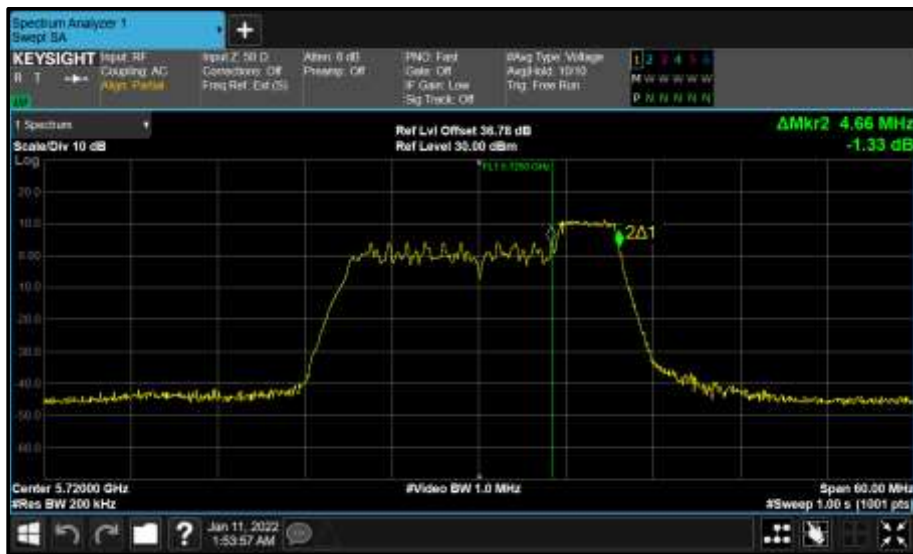 Spectrum Analyzer 1
Swept SA
+
KEYSIGHT
R T
Input: RF
Coupling: AC
Align: Partial
Input Z: 50 Ω
Corrections: Off
Freq Ref: Ext (S)
Atten: 6 dB
Preamp: Off
PNO: Fast
Gate: Off
IF Gain: Low
Sig Track: Off
#Avg Type: Voltage
Avg|Hold: 10/10
Trig: Free Run
1 2 3 4 5 6
M W W W W W
P N N N N N
1 Spectrum
Scale/Div 10 dB
Ref Lvl Offset 36.78 dB
Ref Level 30.00 dBm
ΔMkr2 4.66 MHz
-1.33 dB
Log
20.0
10.0
0.00
-10.0
-20.0
-30.0
-40.0
-50.0
-60.0
2Δ1
Center 5.72000 GHz
#Res BW 200 kHz
#Video BW 1.0 MHz
Span 60.00 MHz
#Sweep 1.00 s (1001 pts)
?
Jan 11, 2022
1:53:57 AM